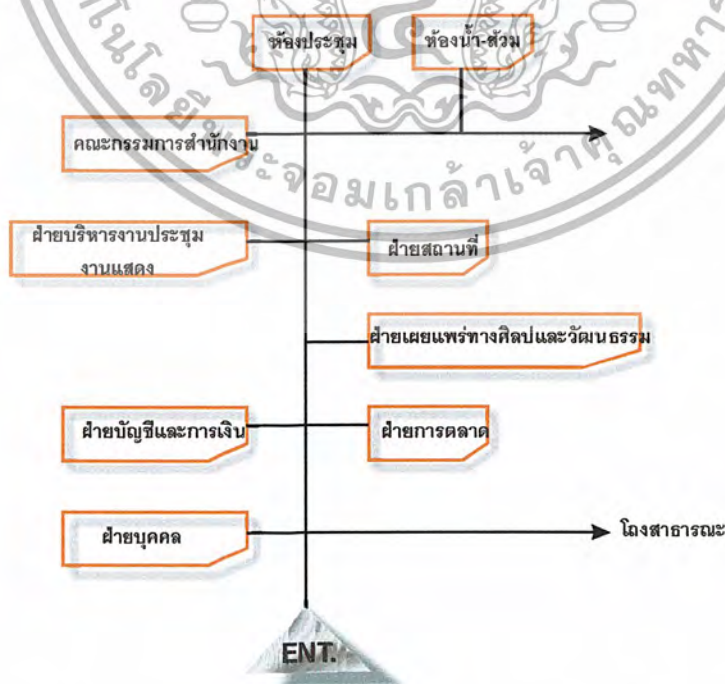 ห้องประชุม
ห้องน้ำ-ส้วม
คณะกรรมการสำนักงาน
ฝ่ายบริหารงานประชุม
งานแสดง
ฝ่ายสถานที่
ฝ่ายเผยแพร่ทางศิลปและวัฒนธรรม
ฝ่ายบัญชีและการเงิน
ฝ่ายการตลาด
ฝ่ายบุคคล
โถงสาธารณะ
ENT.